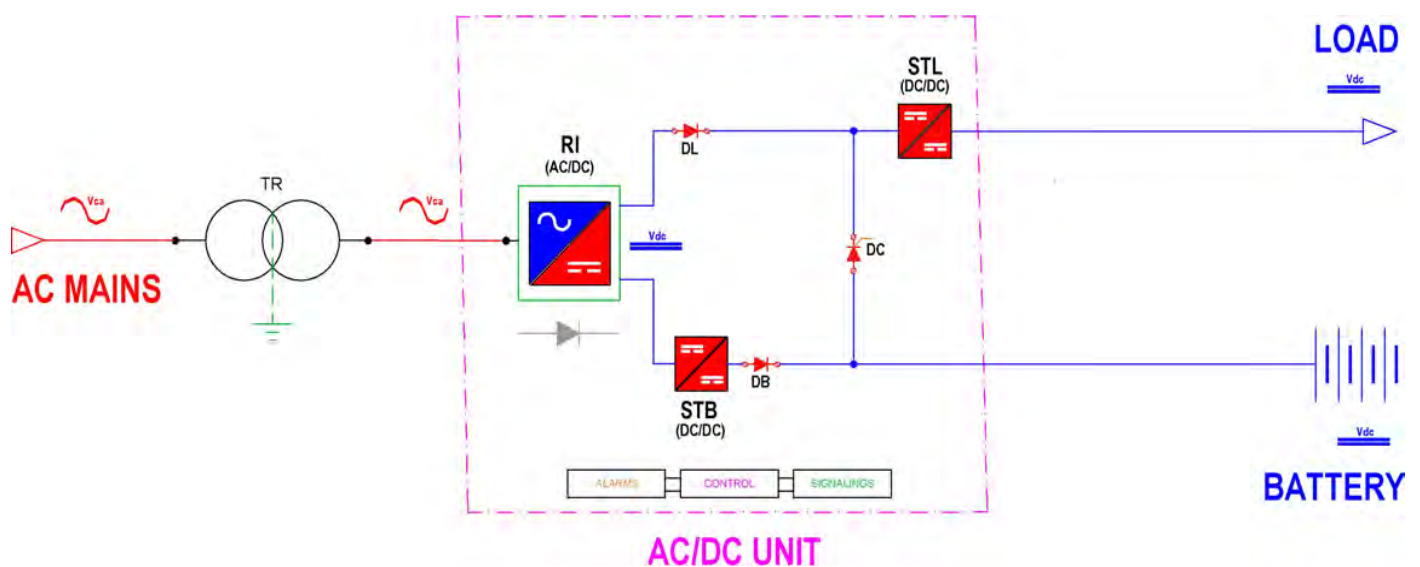 LOAD
Vdc
STL
(DC/DC)
DL
RI
(AC/DC)
TR
Vca
Vca
Vdc
DC
AC MAINS
DB
STB
(DC/DC)
Vdc
ALARMS
CONTROL
SIGNALINGS
BATTERY
AC/DC UNIT